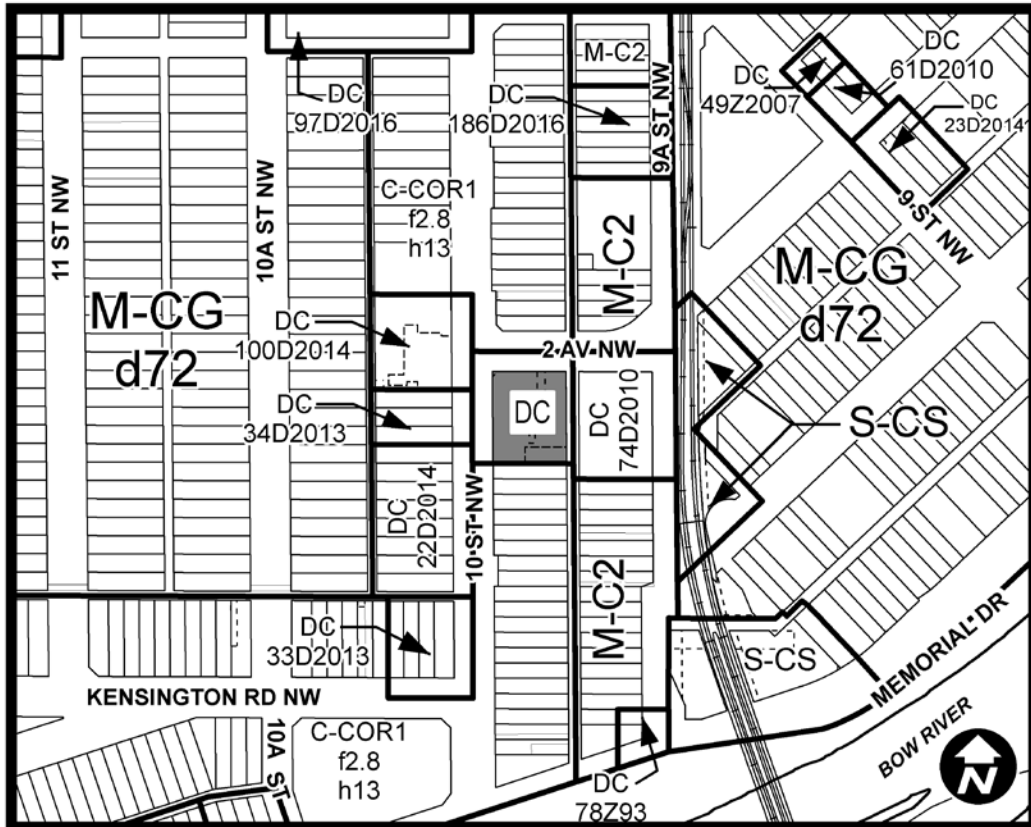 M-C2
DC
61D2010
DC
49Z2007
DC
23D2014
DC
97D2016
DC
186D2016
9A ST NW
C-COR1
f2.8
h13
11 ST NW
10A ST NW
M-C2
9 ST NW
M-CG
d72
M-CG
d72
DC
100D2014
2 AV NW
DC
34D2013
DC
DC
74D2010
S-CS
DC
22D2014
10 ST NW
M-C2
DC
33D2013
S-CS
MEMORIAL DR
KENSINGTON RD NW
10A ST
C-COR1
f2.8
h13
BOW RIVER
N
DC
78Z93